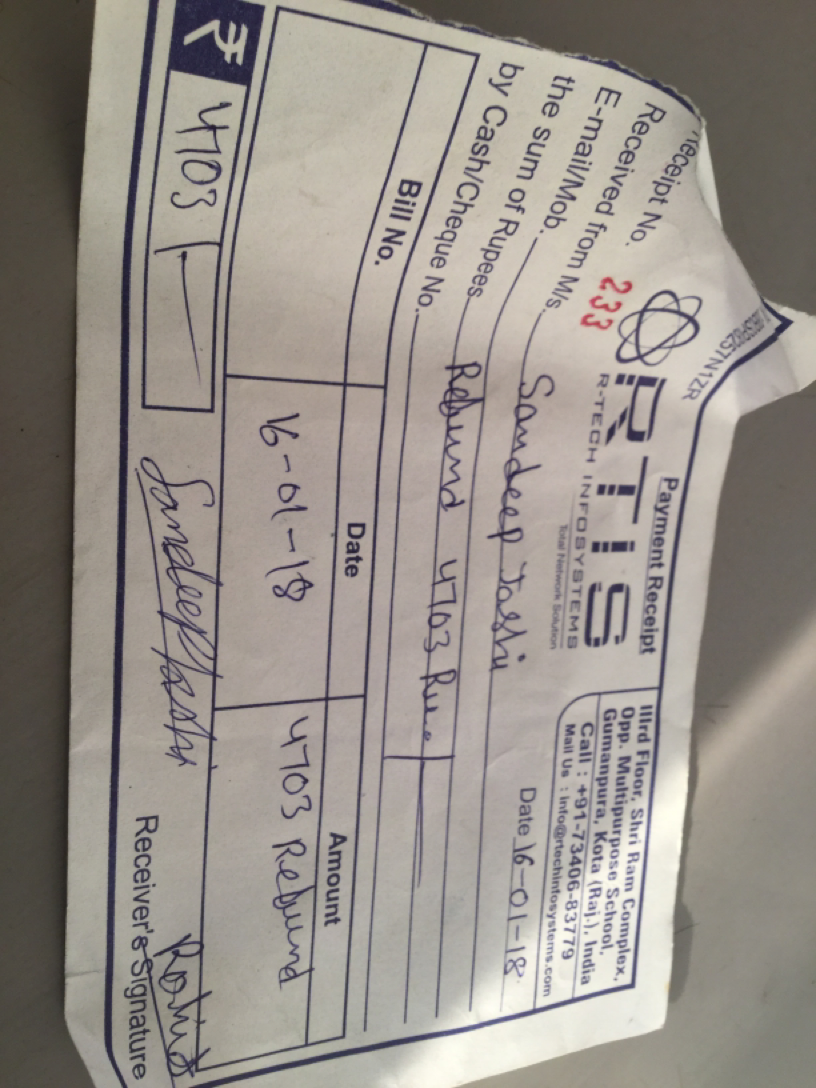 Payment Receipt
RTIS
R-TECH INFOSYSTEMS
Total Network Solution
IIIrd Floor, Shri Ram Complex,
Opp. Multipurpose School,
Gumanpura, Kota (Raj.), India
Call : +91-73406-83779
Mail Us : info@rtechinfosystems.com
Receipt No. 233
Date 16-01-18
Received from M/s. Sandeep Joshi
E-mail/Mob.
the sum of Rupees Refund 4703
by Cash/Cheque No.
Bill No. Date Amount
16-01-18 4703 Refund
₹ 4703/- Sandeep Joshi Rohit
Receiver's Signature